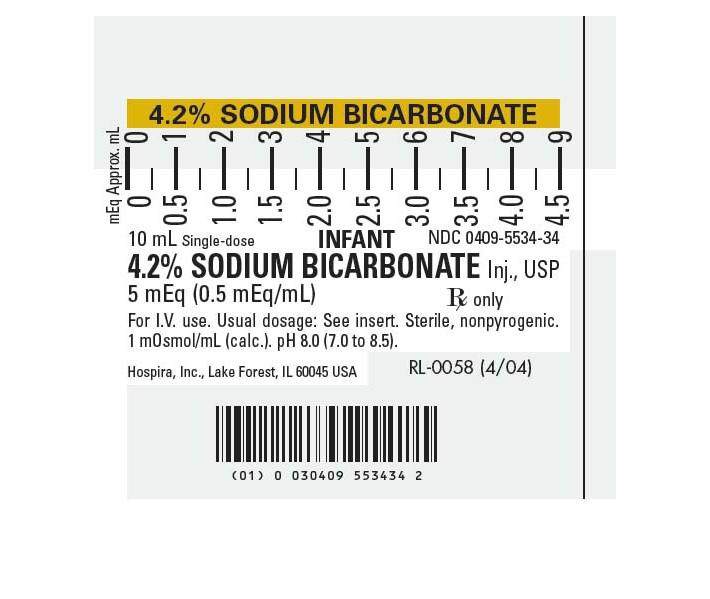 4.2% SODIUM BICARBONATE
mEq Approx. mL
0 1 2 3 4 5 6 7 8 9
0 0.5 1.0 1.5 2.0 2.5 3.0 3.5 4.0 4.5
10 mL Single-dose INFANT NDC 0409-5534-34
4.2% SODIUM BICARBONATE Inj., USP
5 mEq (0.5 mEq/mL) ℞ only
For I.V. use. Usual dosage: See insert. Sterile, nonpyrogenic.
1 mOsmol/mL (calc.). pH 8.0 (7.0 to 8.5).
Hospira, Inc., Lake Forest, IL 60045 USA RL-0058 (4/04)
(01) 0 030409 553434 2